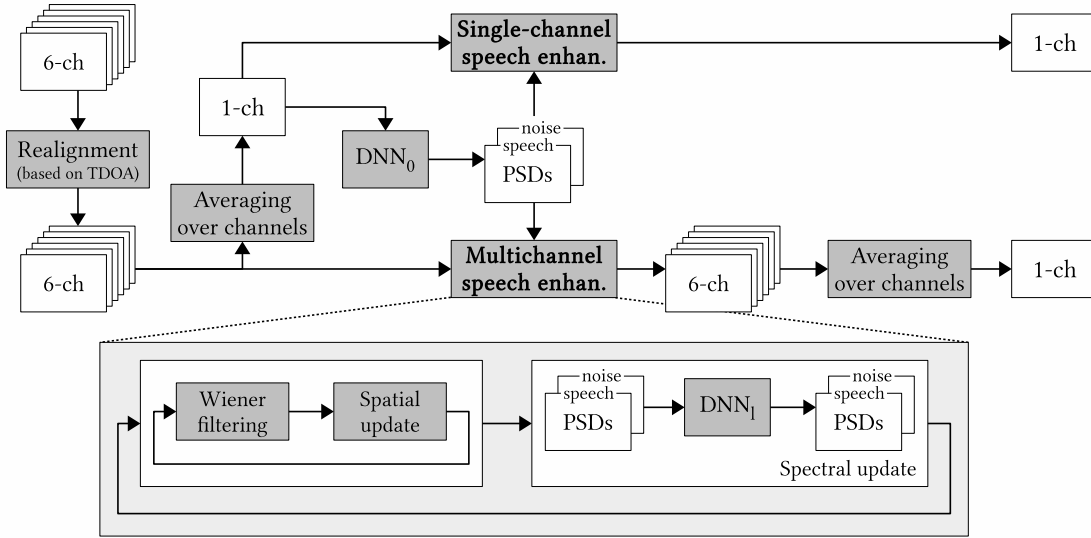 6-ch
Realignment
(based on TDOA)
6-ch
1-ch
Averaging
over channels
DNN0
noise
speech
PSDs
Single-channel
speech enhan.
1-ch
Multichannel
speech enhan.
6-ch
Averaging
over channels
1-ch
Wiener
filtering
Spatial
update
noise
speech
PSDs
DNNl
noise
speech
PSDs
Spectral update